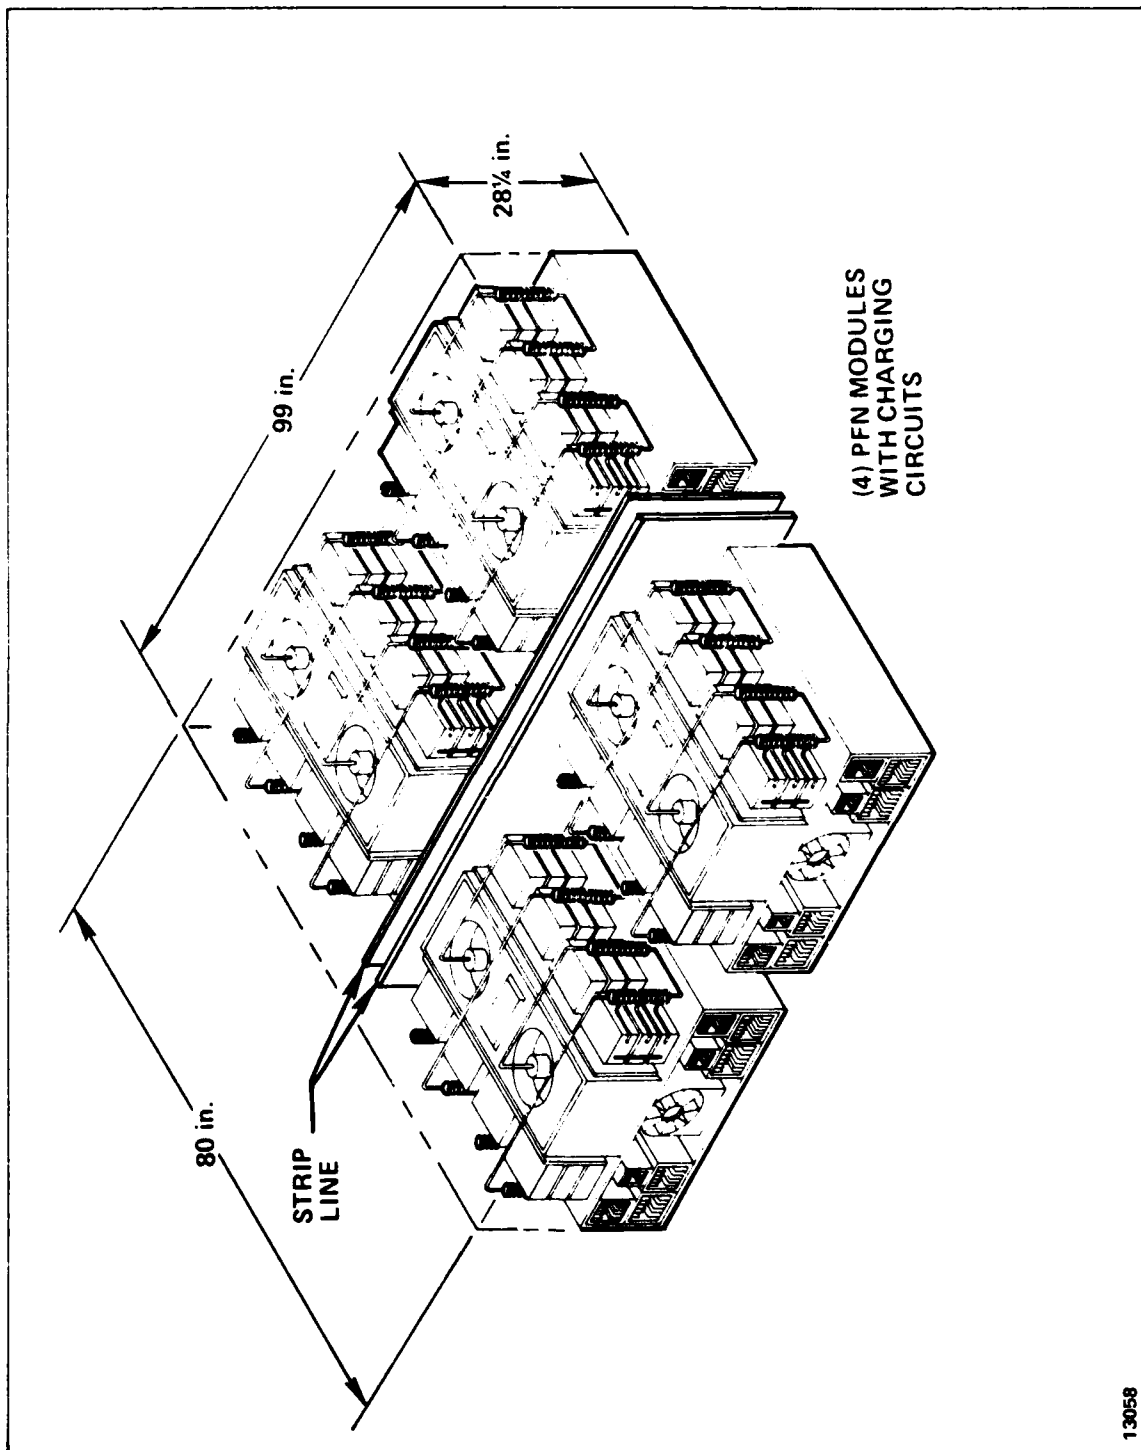 99 in.
28¼ in.
80 in.
STRIP
LINE
(4) PFN MODULES
WITH CHARGING
CIRCUITS
13058